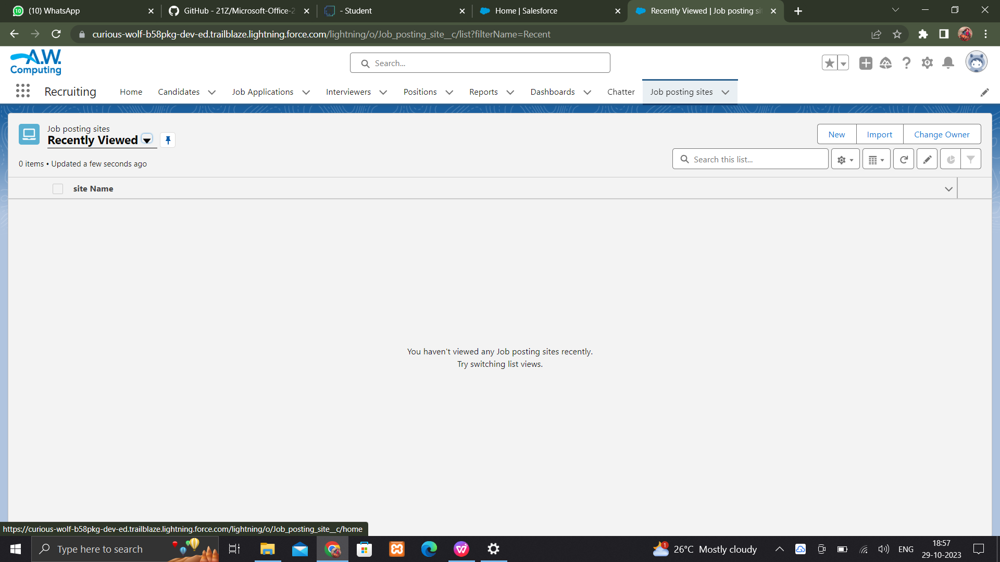 (10) WhatsApp
GitHub - 21Z/Microsoft-Office-2
- Student
Home | Salesforce
Recently Viewed | Job posting si
curious-wolf-b58pkg-dev-ed.trailblaze.lightning.force.com/lightning/o/Job_posting_site__c/list?filterName=Recent
A.W.
Computing
Search...
Recruiting
Home
Candidates
Job Applications
Interviewers
Positions
Reports
Dashboards
Chatter
Job posting sites
Job posting sites
Recently Viewed
New
Import
Change Owner
0 items • Updated a few seconds ago
Search this list...
site Name
You haven't viewed any Job posting sites recently.
Try switching list views.
https://curious-wolf-b58pkg-dev-ed.trailblaze.lightning.force.com/lightning/o/Job_posting_site__c/home
Type here to search
1
26°C Mostly cloudy
ENG
18:57
29-10-2023